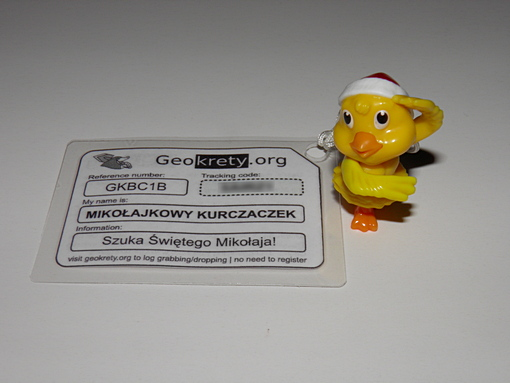 Geokrety.org
Reference number:
Tracking code:
GKBC1B
My name is:
MIKOŁAJKOWY KURCZACZEK
Information:
Szuka Świętego Mikołaja!
visit geokrety.org to log grabbing/dropping | no need to register